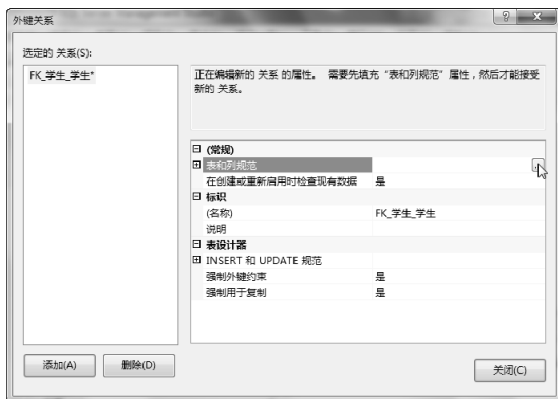 外键关系
选定的 关系(S):
FK_学生_学生*
正在编辑新的 关系 的属性。 需要先填充“表和列规范”属性，然后才能接受
新的 关系。
(常规)
表和列规范
在创建或重新启用时检查现有数据 是
标识
(名称) FK_学生_学生
说明
表设计器
INSERT 和 UPDATE 规范
强制外键约束 是
强制用于复制 是
添加(A) 删除(D) 关闭(C)